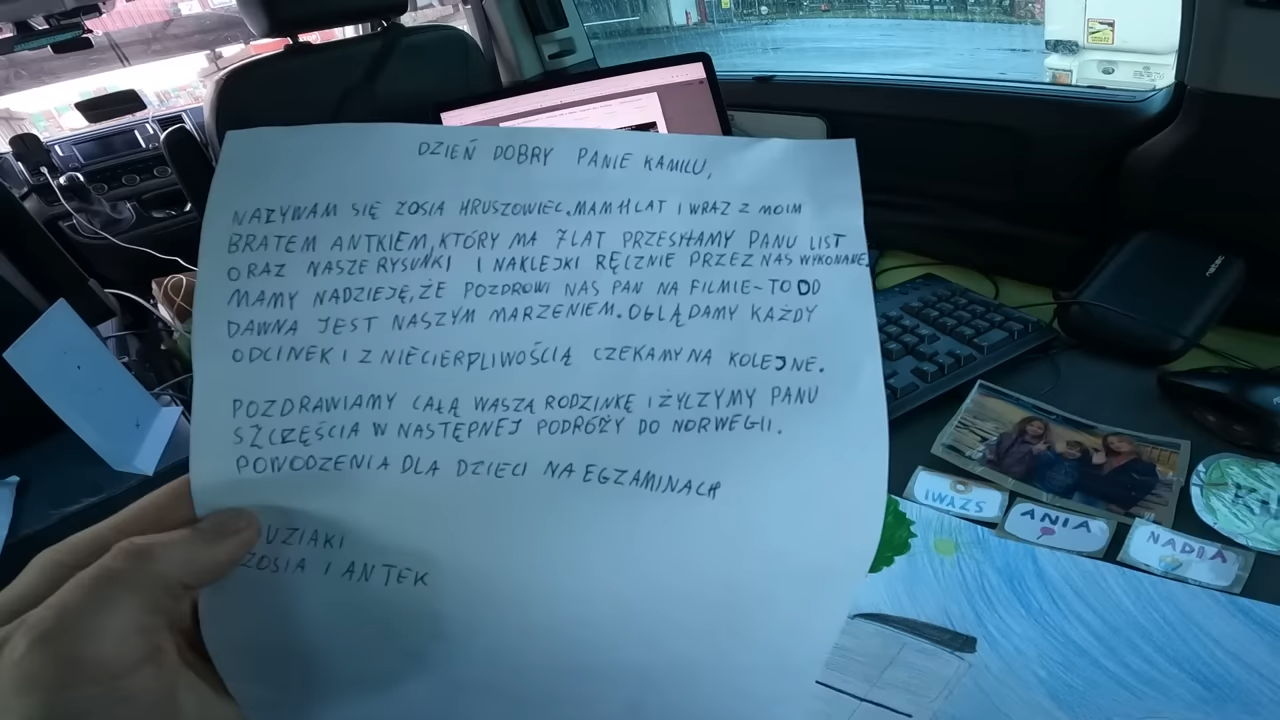 DZIEŃ DOBRY PANIE KAMILU,
NAZYWAM SIĘ ZOSIA HRUSZOWIEC. MAM 11 LAT I WRAZ Z MOIM
BRATEM ANTKIEM, KTÓRY MA 7 LAT PRZESYŁAMY PANU LIST
ORAZ NASZE RYSUNKI I NAKLEJKI RĘCZNIE PRZEZ NAS WYKONANE.
MAMY NADZIEJĘ, ŻE POZDROWI NAS PAN NA FILMIE - TO OD
DAWNA JEST NASZYM MARZENIEM. OGLĄDAMY KAŻDY
ODCINEK I Z NIECIERPLIWOŚCIĄ CZEKAMY NA KOLEJNE.
POZDRAWIAMY CAŁĄ WASZĄ RODZINKĘ I ŻYCZYMY PANU
SZCZĘŚCIA W NASTĘPNEJ PODRÓŻY DO NORWEGII.
POWODZENIA DLA DZIECI NA EGZAMINACH
UZIAKI
ZOSIA I ANTEK
ANIA
NADIA